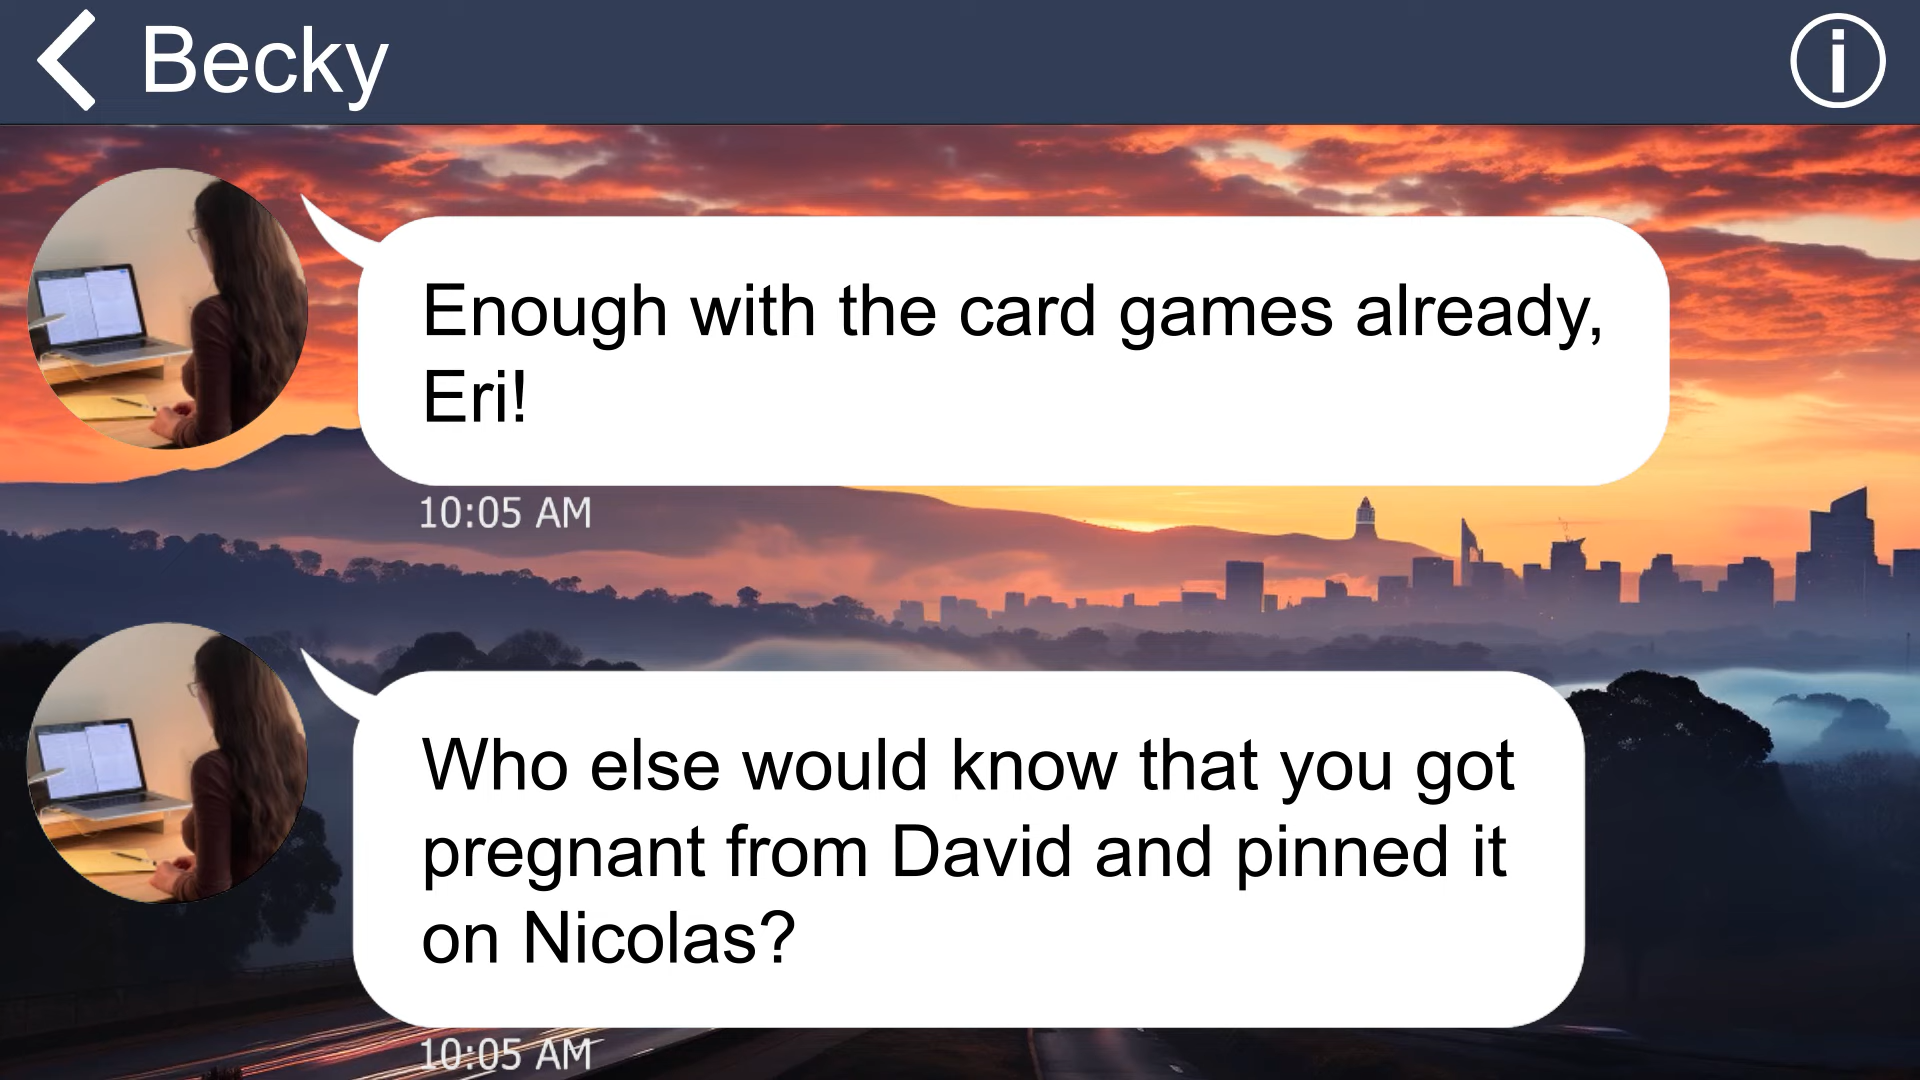 Becky
Enough with the card games already,
Eri!
10:05 AM
Who else would know that you got
pregnant from David and pinned it
on Nicolas?
10:05 AM